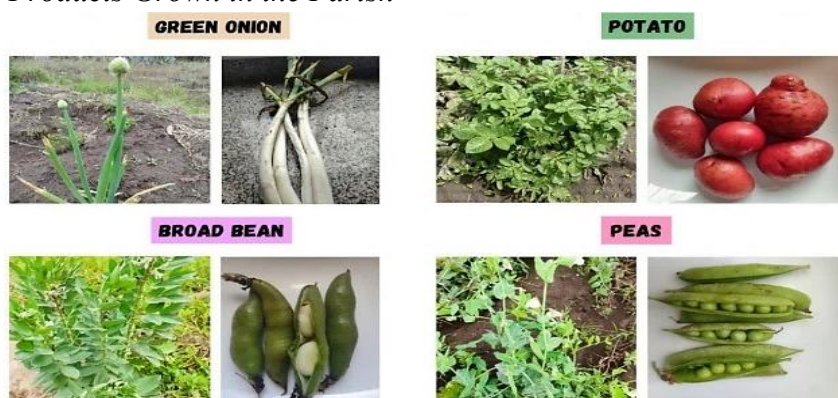 Products Grown in the Parish
GREEN ONION
POTATO
BROAD BEAN
PEAS